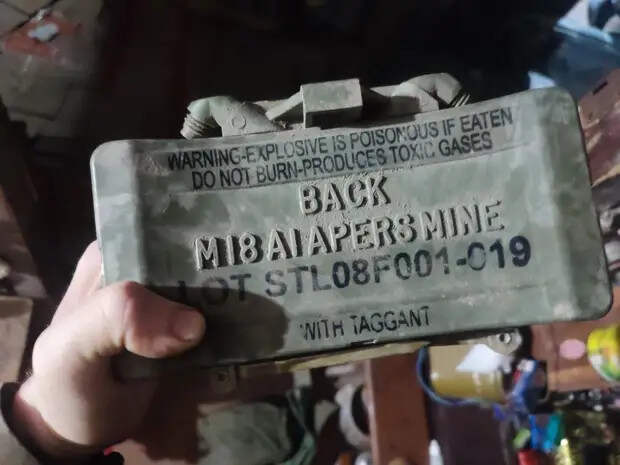 WARNING-EXPLOSIVE IS POISONOUS IF EATEN
DO NOT BURN-PRODUCES TOXIC GASES
BACK
M18A1 APERS MINE
LOT STL08F001-019
WITH TAGGANT